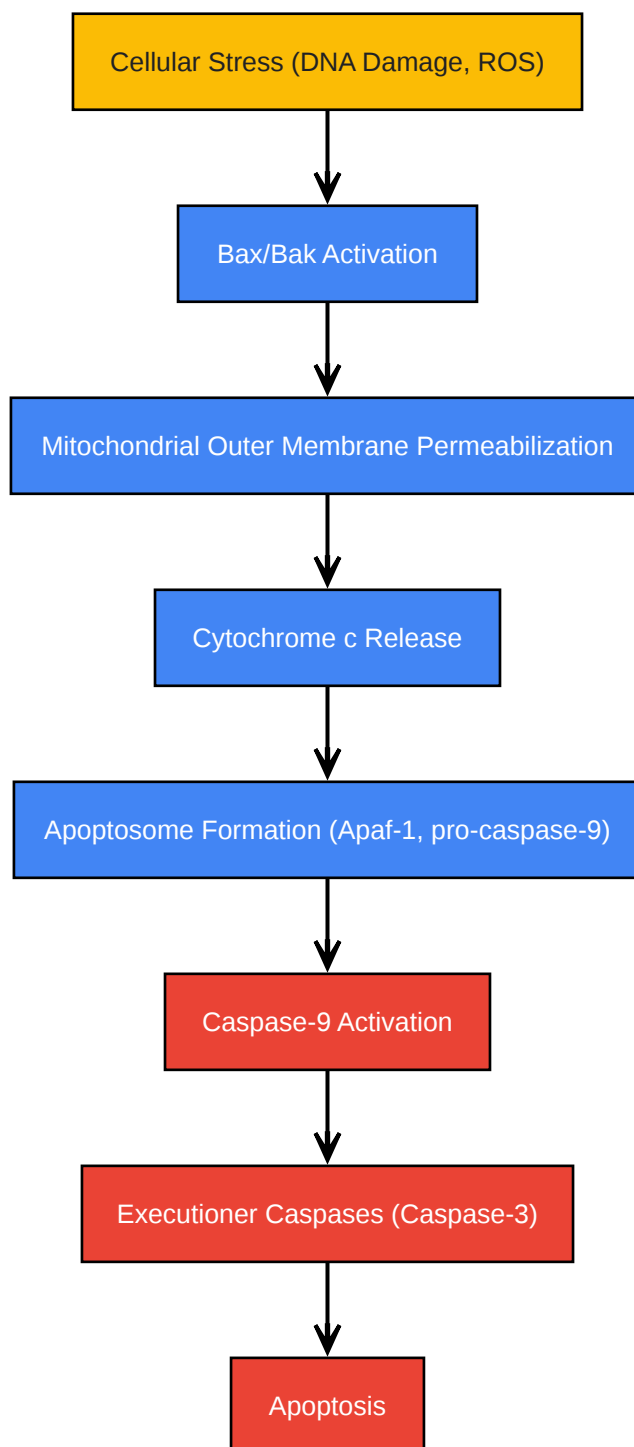 Cellular Stress (DNA Damage, ROS)
Bax/Bak Activation
Mitochondrial Outer Membrane Permeabilization
Cytochrome c Release
Apoptosome Formation (Apaf-1, pro-caspase-9)
Caspase-9 Activation
Executioner Caspases (Caspase-3)
Apoptosis